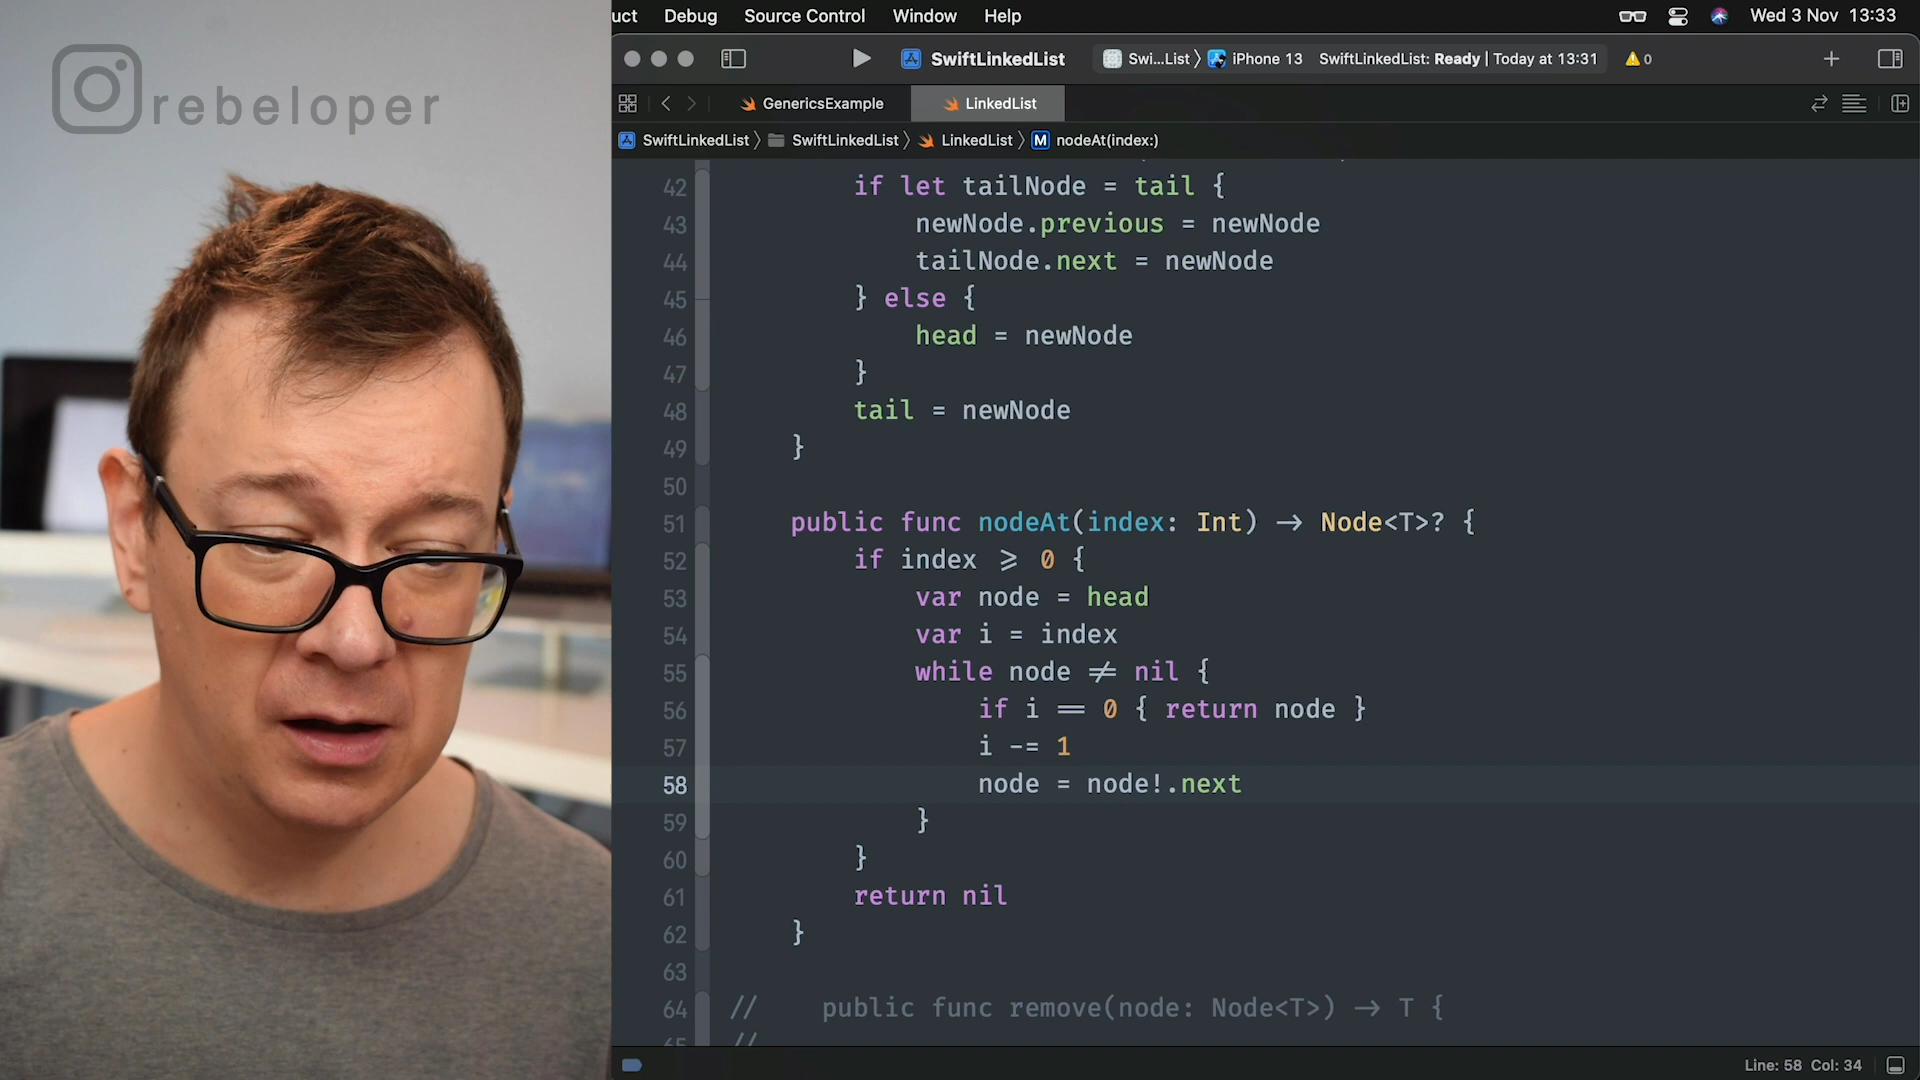 uct Debug Source Control Window Help Wed 3 Nov 13:33
rebeloper
SwiftLinkedList Swi...List 〉 iPhone 13 SwiftLinkedList: Ready | Today at 13:31 0
GenericsExample LinkedList
SwiftLinkedList 〉 SwiftLinkedList 〉 LinkedList 〉 M nodeAt(index:)
42 if let tailNode = tail {
43 newNode.previous = newNode
44 tailNode.next = newNode
45 } else {
46 head = newNode
47 }
48 tail = newNode
49 }
50
51 public func nodeAt(index: Int) → Node<T>? {
52 if index ⩾ 0 {
53 var node = head
54 var i = index
55 while node ≠ nil {
56 if i == 0 { return node }
57 i -= 1
58 node = node!.next
59 }
60 }
61 return nil
62 }
63
64 // public func remove(node: Node<T>) → T {
65 //
Line: 58 Col: 34